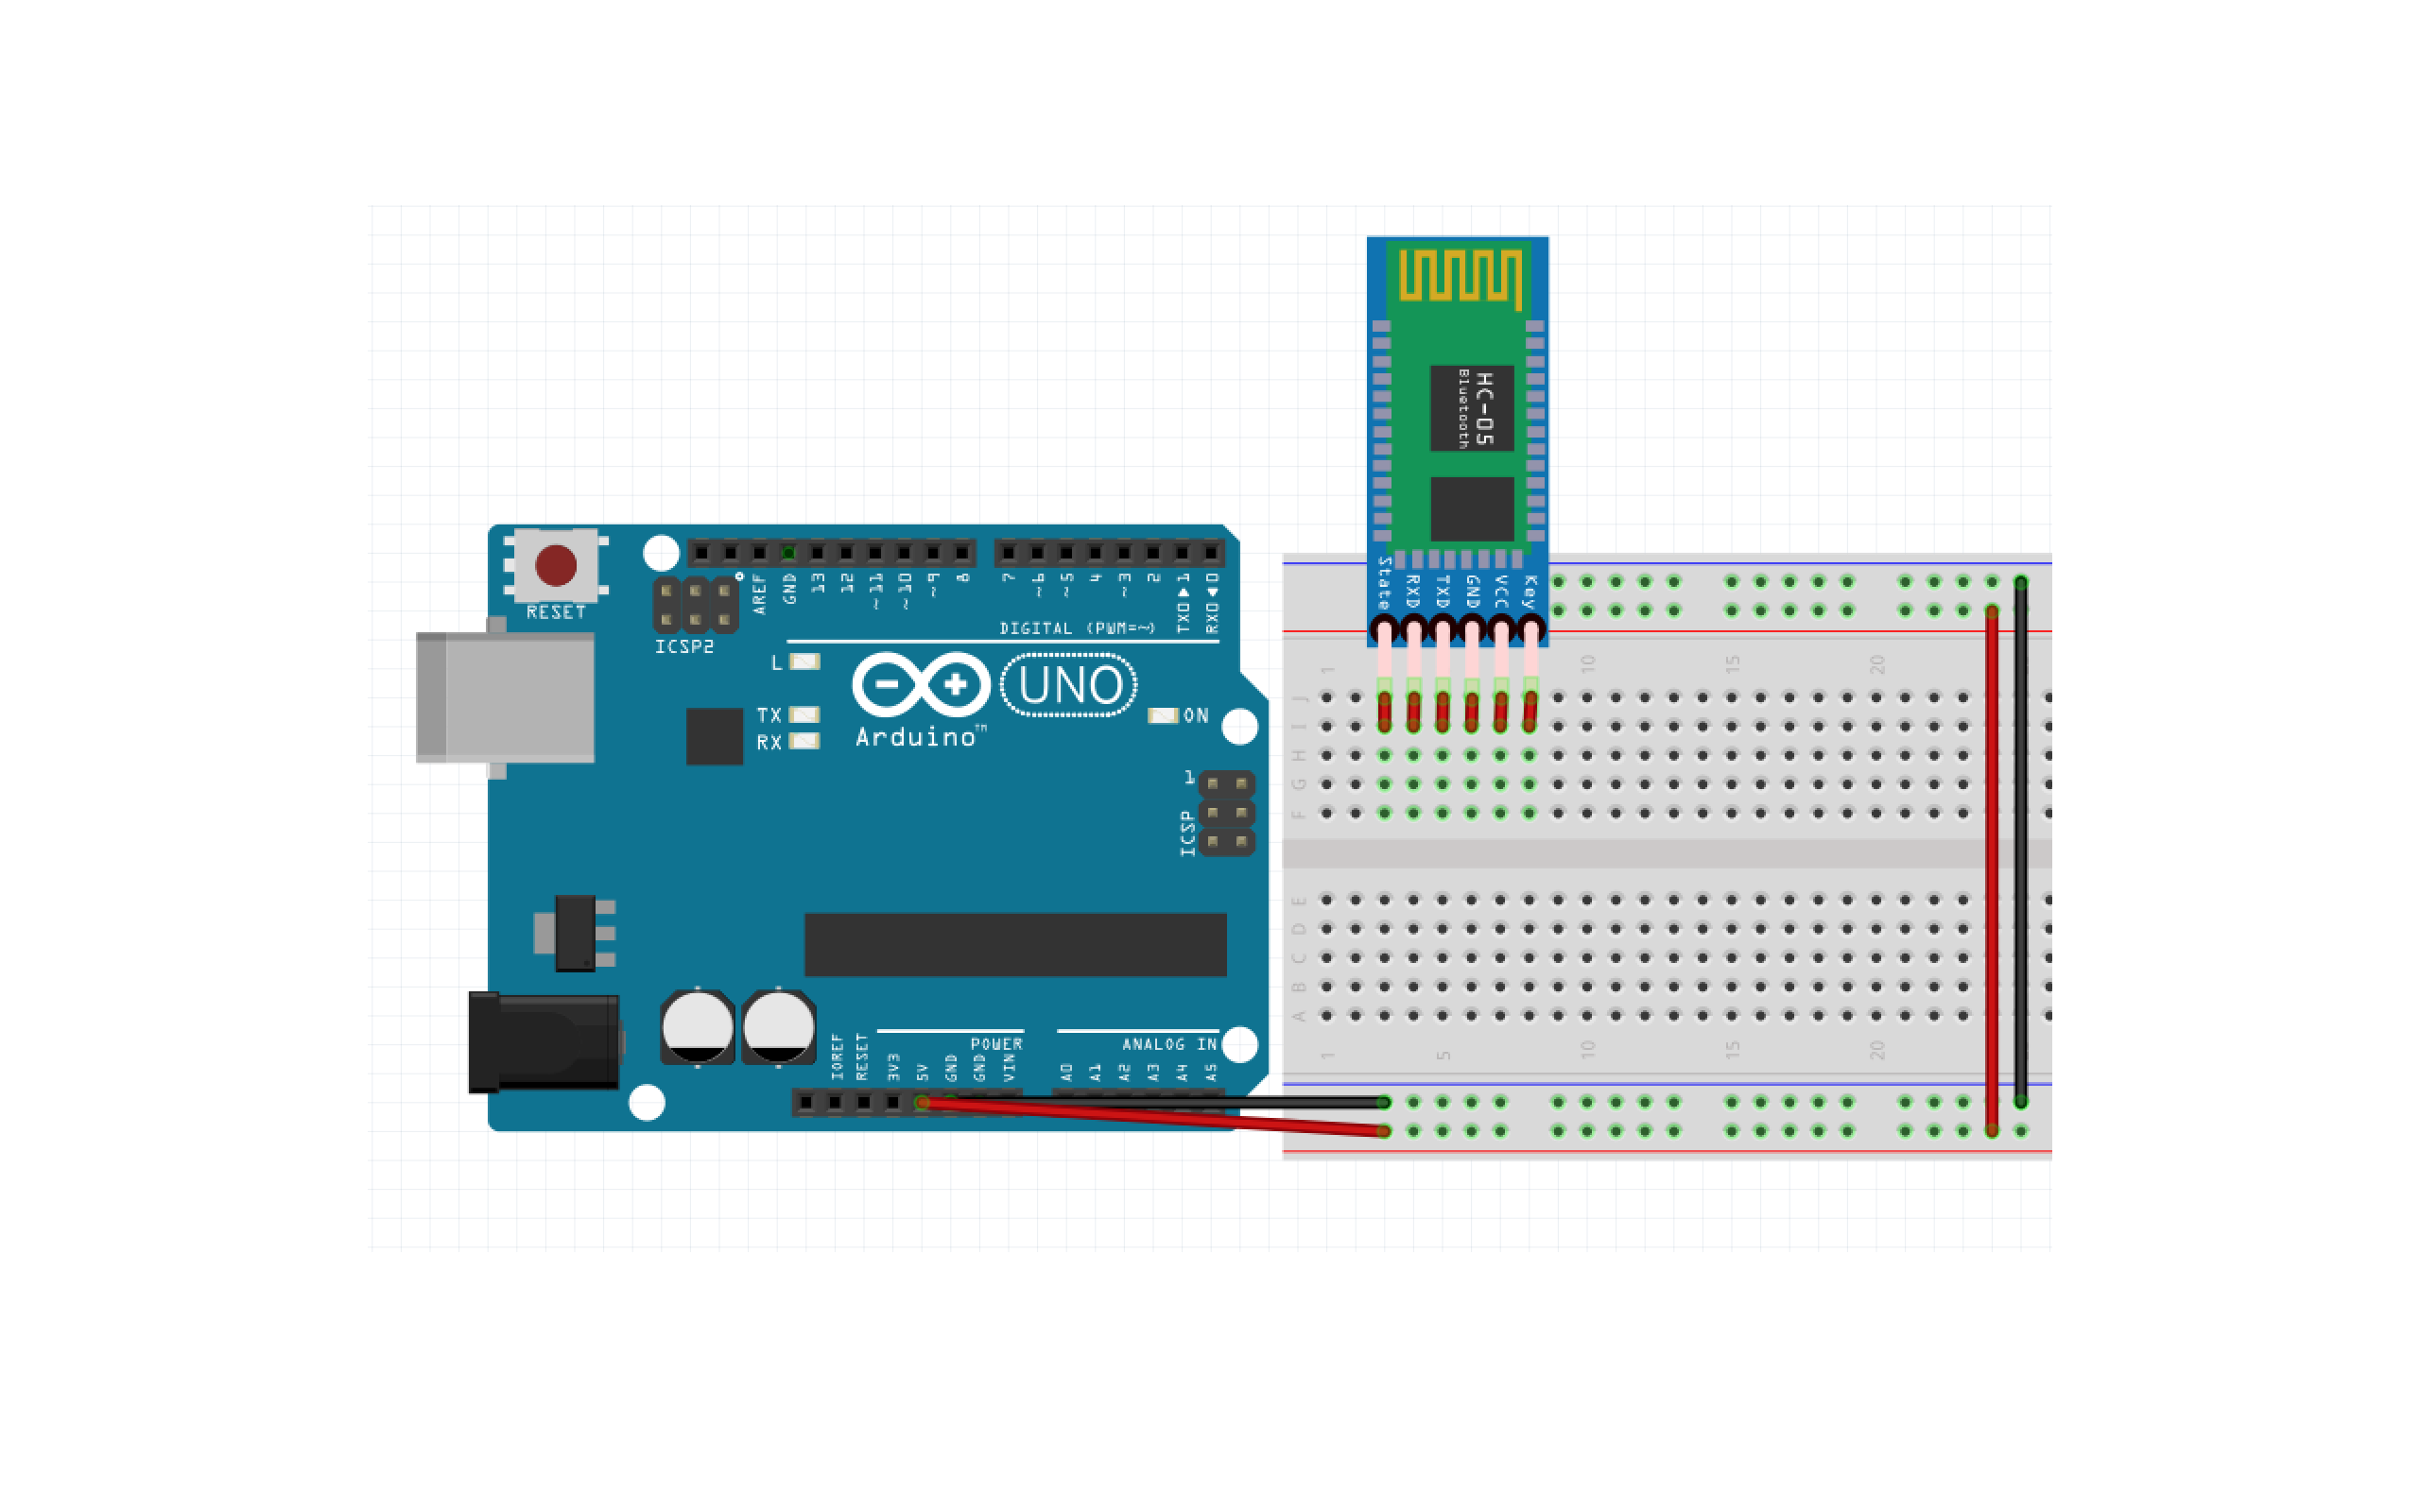 HC-05
Bluetooth
State
RXD
TXD
GND
VCC
Key
RESET
ICSP2
AREF
GND
13
12
~11
~10
~9
8
7
~6
~5
4
~3
2
TX0▶1
RX0◀0
DIGITAL (PWM=~)
L
TX
RX
UNO
Arduino™
ON
1
ICSP
POWER
ANALOG IN
IOREF
RESET
3V3
5V
GND
GND
VIN
A0
A1
A2
A3
A4
A5
1
10
15
20
J
I
H
G
F
E
D
C
B
A
1
5
10
15
20